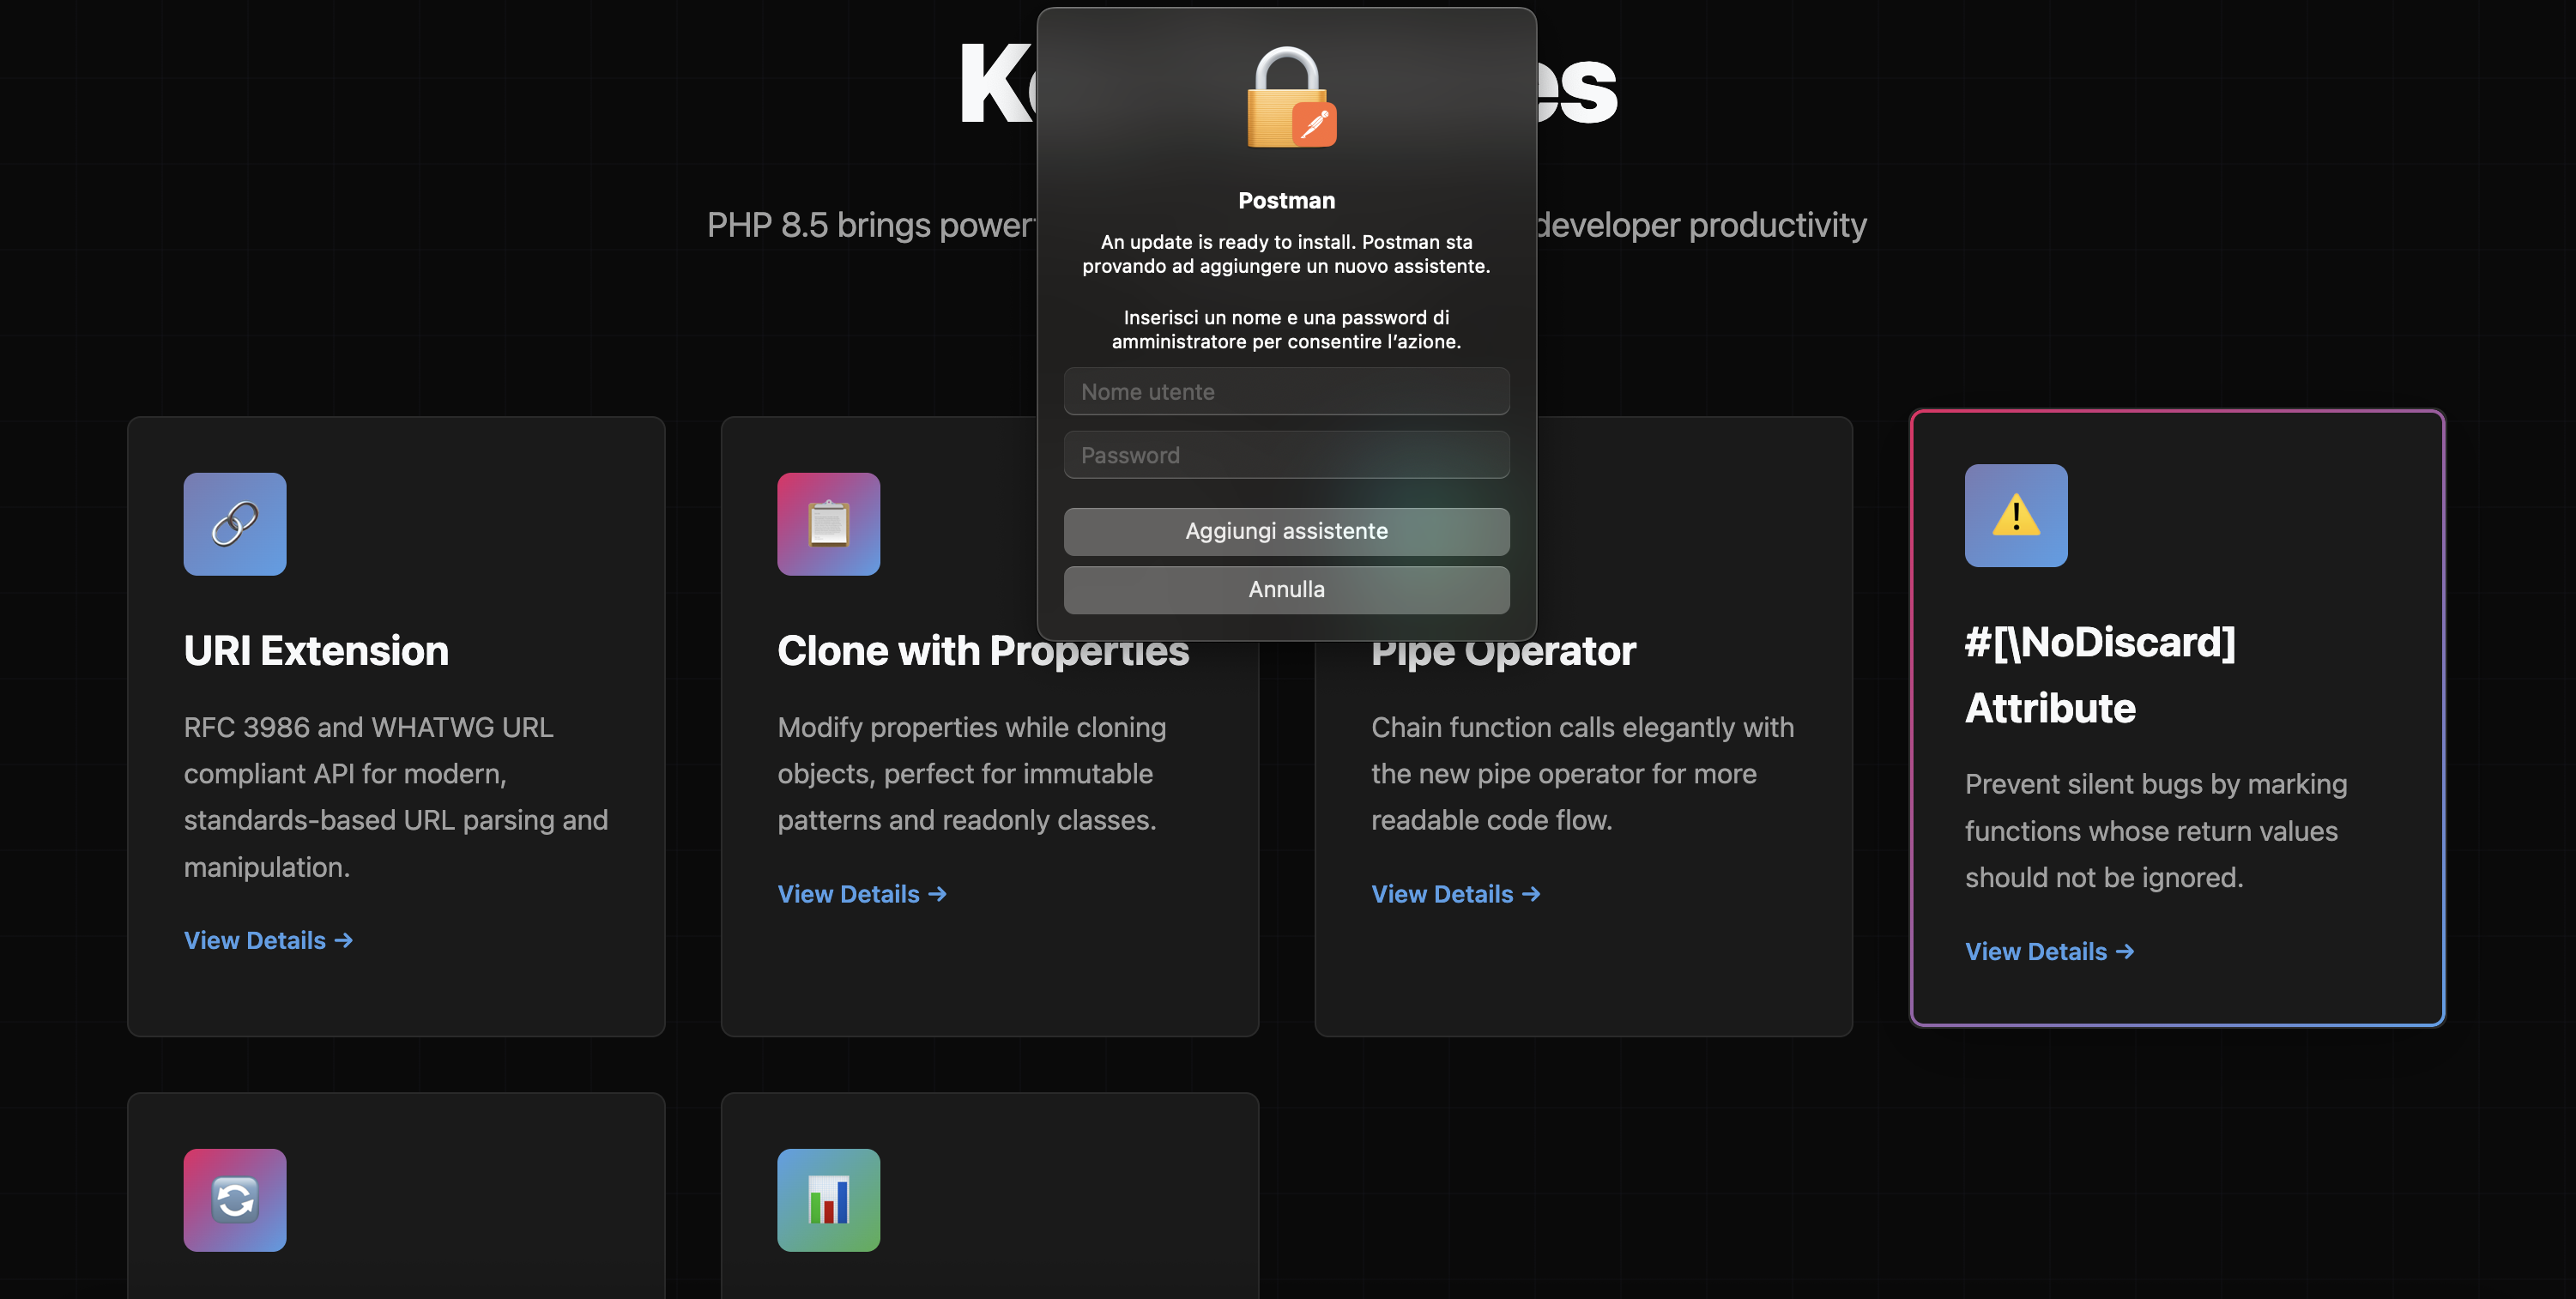 Postman
An update is ready to install. Postman sta
provando ad aggiungere un nuovo assistente.
Inserisci un nome e una password di
amministratore per consentire l’azione.
Nome utente
Password
Aggiungi assistente
Annulla
PHP 8.5 brings
developer productivity
URI Extension
RFC 3986 and WHATWG URL
compliant API for modern,
standards-based URL parsing and
manipulation.
View Details →
Clone with Properties
Modify properties while cloning
objects, perfect for immutable
patterns and readonly classes.
View Details →
Pipe Operator
Chain function calls elegantly with
the new pipe operator for more
readable code flow.
View Details →
#[\NoDiscard]
Attribute
Prevent silent bugs by marking
functions whose return values
should not be ignored.
View Details →